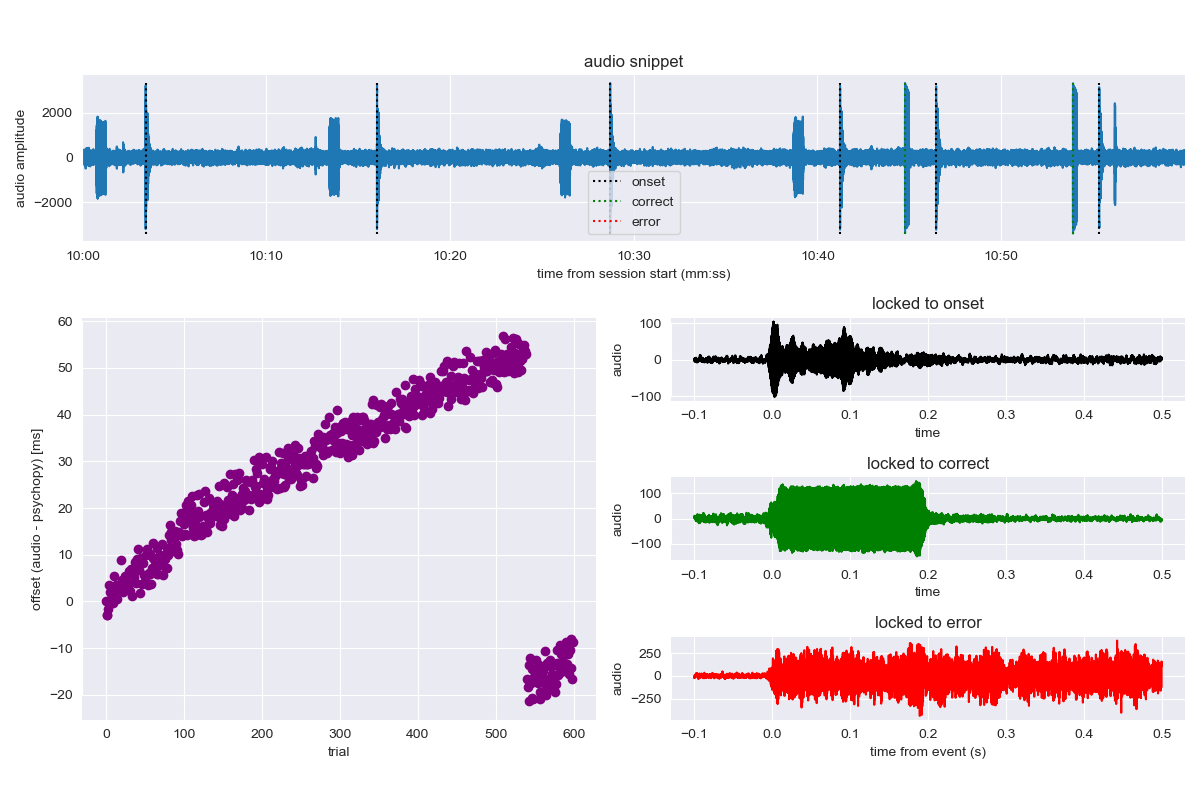 audio snippet
audio amplitude
2000
0
−2000
onset
correct
error
10:00 10:10 10:20 10:30 10:40 10:50
time from session start (mm:ss)
offset (audio - psychopy) [ms]
60
50
40
30
20
10
0
−10
−20
0 100 200 300 400 500 600
trial
locked to onset
audio
100
0
−100
−0.1 0.0 0.1 0.2 0.3 0.4 0.5
time
locked to correct
audio
100
0
−100
−0.1 0.0 0.1 0.2 0.3 0.4 0.5
time
locked to error
audio
250
0
−250
−0.1 0.0 0.1 0.2 0.3 0.4 0.5
time from event (s)